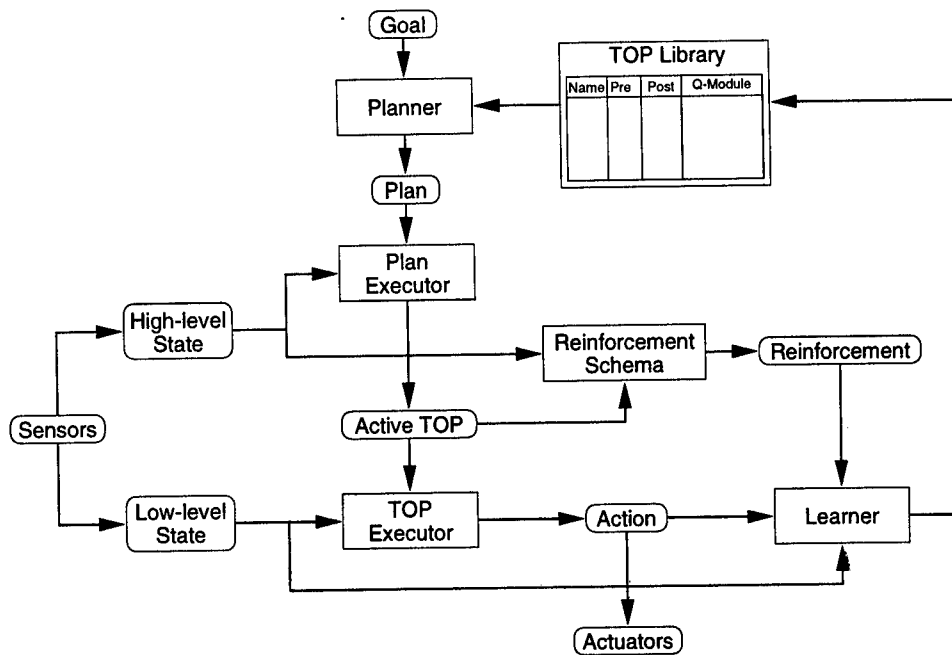 Goal
TOP Library
Name Pre Post Q-Module
Planner
Plan
Plan
Executor
High-level
State
Reinforcement
Schema
Reinforcement
Sensors
Active TOP
Low-level
State
TOP
Executor
Action
Learner
Actuators